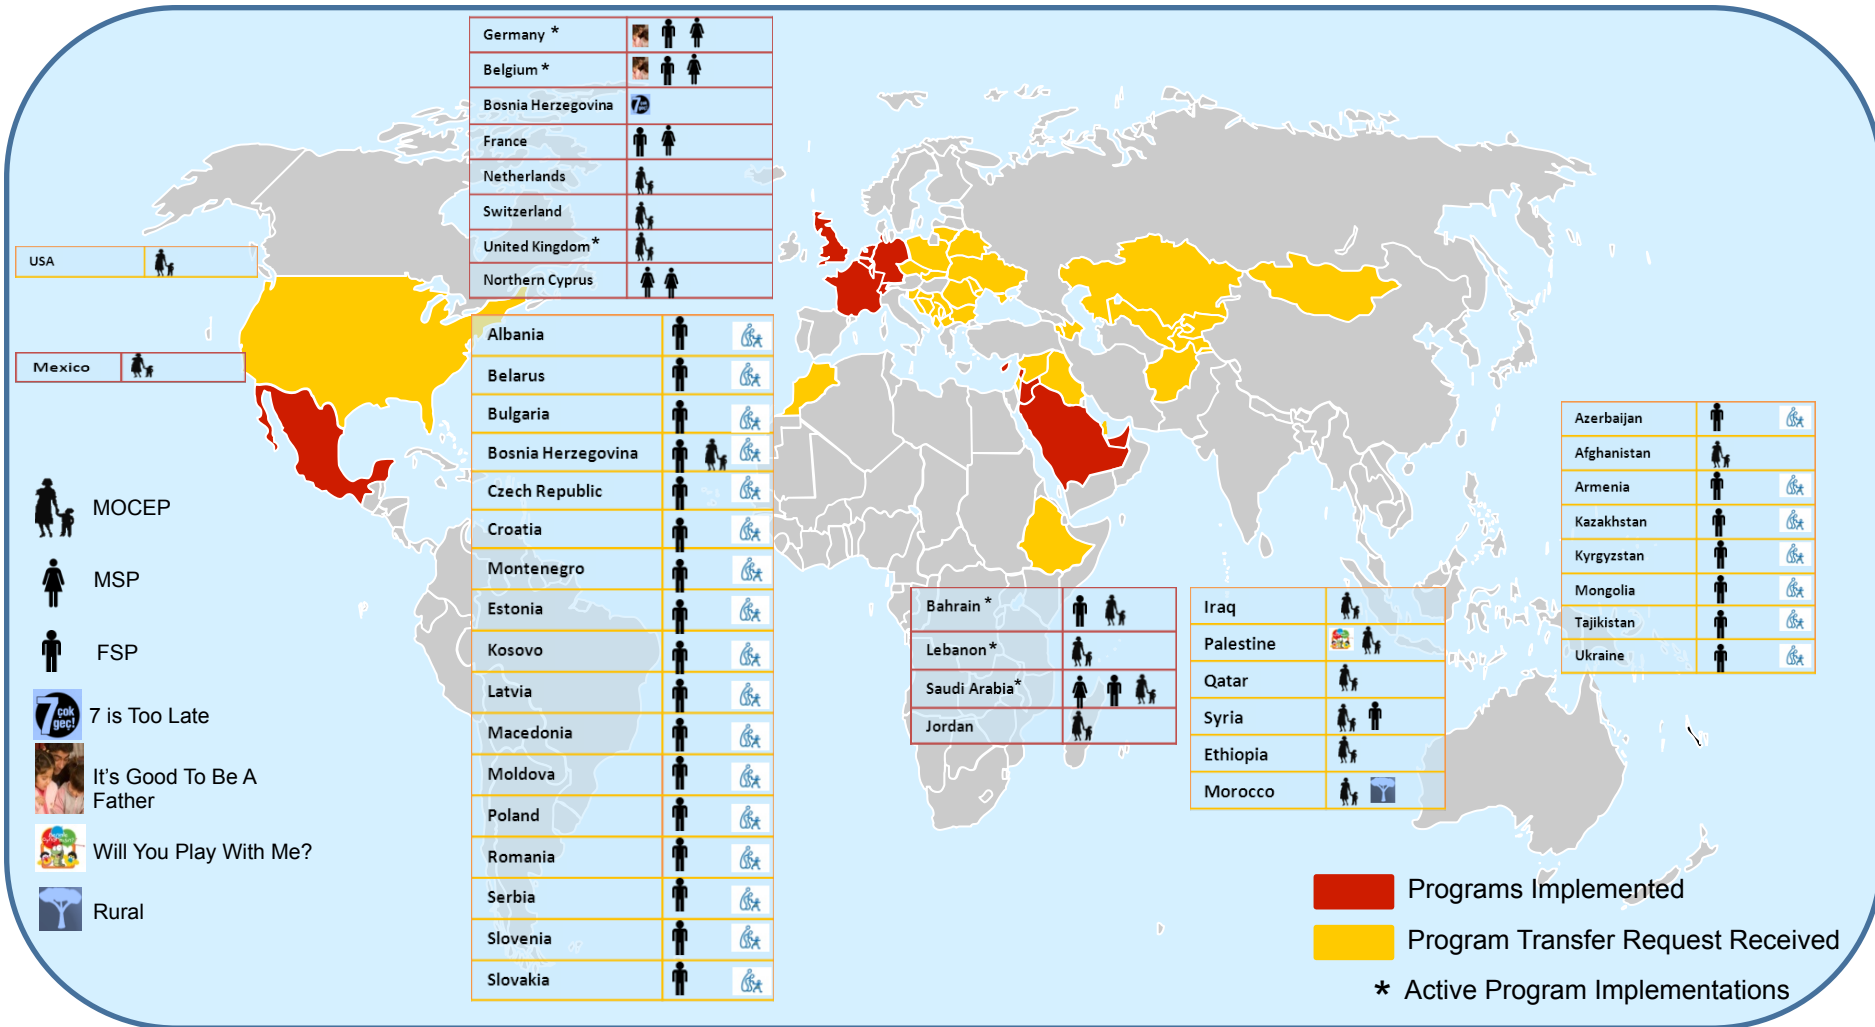 Germany *
Belgium *
Bosnia Herzegovina
7
France
Netherlands
Switzerland
United Kingdom*
Northern Cyprus
USA
Mexico
Albania
Belarus
Bulgaria
Bosnia Herzegovina
Czech Republic
Croatia
Montenegro
Estonia
Kosovo
Latvia
Macedonia
Moldova
Poland
Romania
Serbia
Slovenia
Slovakia
Azerbaijan
Afghanistan
Armenia
Kazakhstan
Kyrgyzstan
Mongolia
Tajikistan
Ukraine
Bahrain *
Lebanon*
Saudi Arabia*
Jordan
Iraq
Palestine
Qatar
Syria
Ethiopia
Morocco
MOCEP
MSP
FSP
7 çok geç!
7 is Too Late
It's Good To Be A
Father
Will You Play With Me?
Rural
Programs Implemented
Program Transfer Request Received
* Active Program Implementations